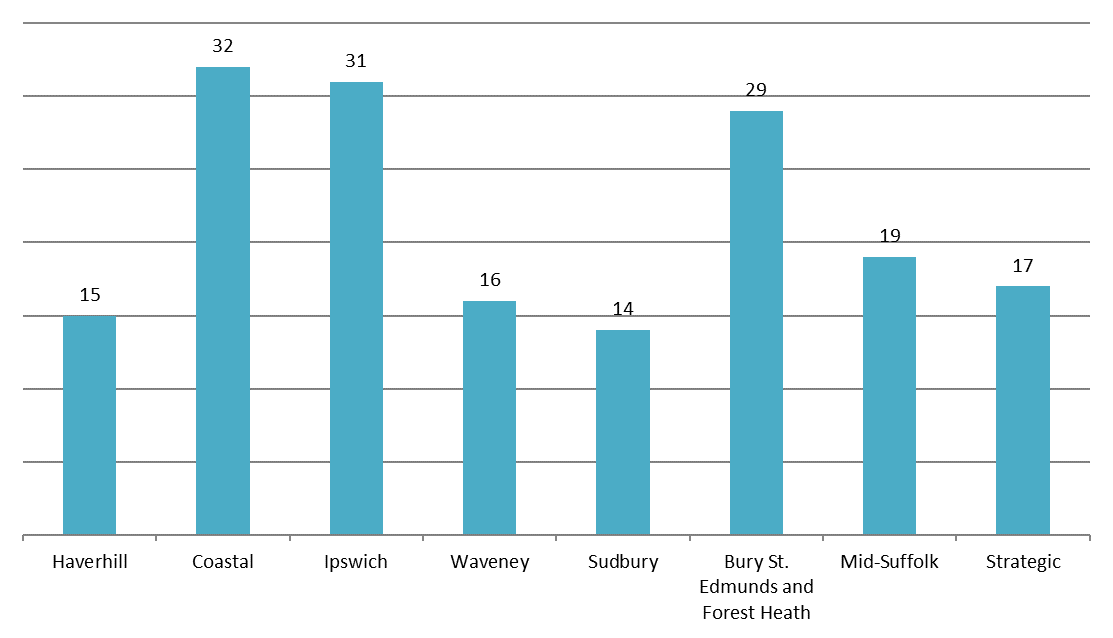 32
31
29
19
17
16
15
14
Haverhill
Coastal
Ipswich
Waveney
Sudbury
Bury St.
Edmunds and
Forest Heath
Mid-Suffolk
Strategic